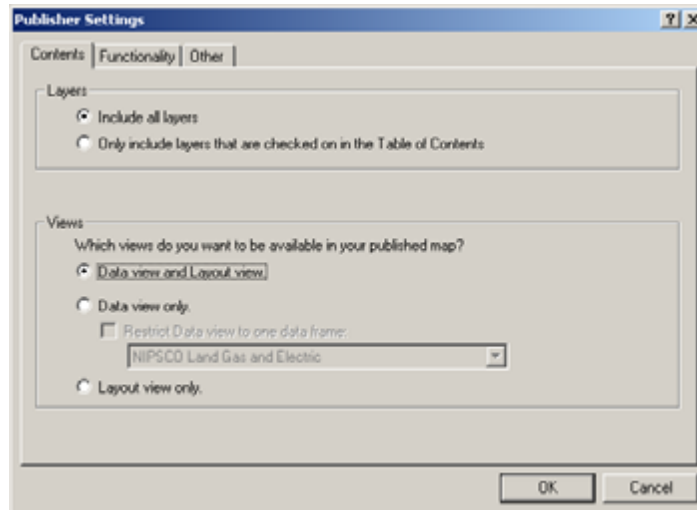 Publisher Settings
Contents Functionality Other
Layers
Include all layers
Only include layers that are checked on in the Table of Contents
Views
Which views do you want to be available in your published map?
Data view and Layout view.
Data view only.
Restrict Data view to one data frame:
NIPSCO Land Gas and Electric
Layout view only.
OK Cancel